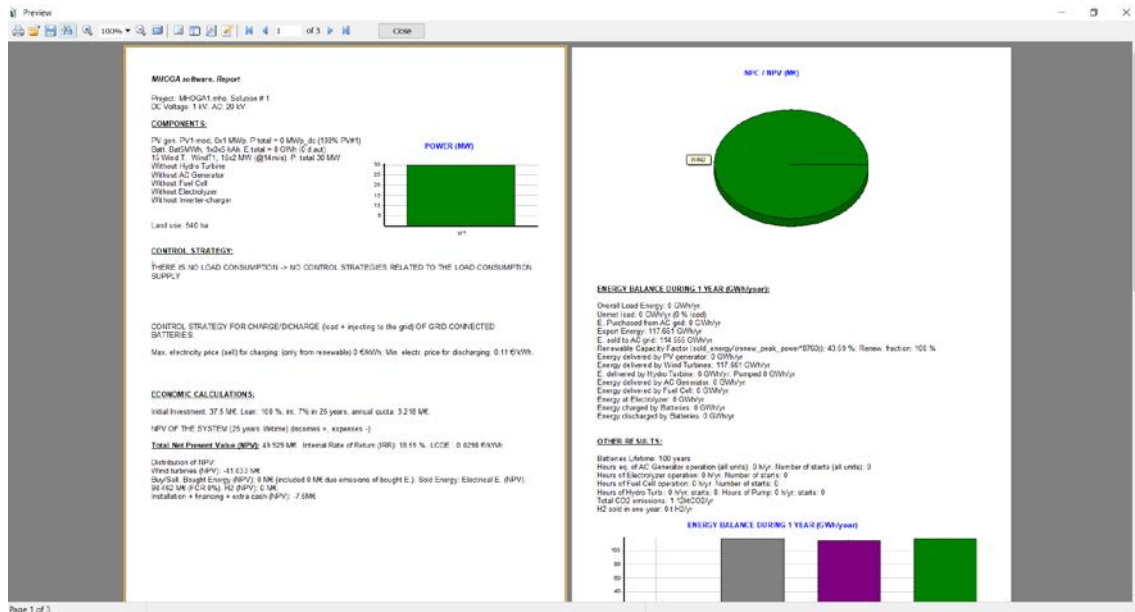 Preview
100%
1
of 3
Close
MHOGA software. Report
Project: MHOGA1.mho. Solution # 1
DC Voltage: 1 kV. AC: 20 kV
COMPONENTS:
PV gen. PV1-mod, 0x1 MWp. P total = 0 MWp_dc (100% PV#1)
Batt. Bat5MWh, 1x0x5 kAh. E total = 0 GWh (0 d.aut)
15 Wind T. WindT1, 15x2 MW (@14m/s). P. total 30 MW
Without Hydro Turbine
Without AC Generator
Without Fuel Cell
Without Electrolyzer
Without Inverter-charger
Land use: 540 ha
POWER (MW)
30
25
20
15
10
5
WT
CONTROL STRATEGY:
THERE IS NO LOAD CONSUMPTION -> NO CONTROL STRATEGIES RELATED TO THE LOAD CONSUMPTION
SUPPLY
CONTROL STRATEGY FOR CHARGE/DICHARGE (load + injecting to the grid) OF GRID CONNECTED
BATTERIES:
Max. electricity price (sell) for charging: (only from renewable) 0 €/kWh, Min. electr. price for discharging: 0.11 €/kWh.
ECONOMIC CALCULATIONS:
Initial Investment: 37.5 M€. Loan: 100 %, int. 7% in 25 years, annual quota: 3.218 M€.
NPV OF THE SYSTEM (25 years lifetime) (incomes +, expenses -):
Total Net Present Value (NPV): M€. Internal Rate of Return (IRR): %. LCOE : 0.0298 €/kWh
Distribution of NPV:
Wind turbines (NPV): -41.033 M€
Buy/Sell. Bought Energy (NPV): 0 M€ (included 0 M€ due emissions of bought E.). Sold Energy: Electrical E. (NPV):
98.462 M€ (FCR 0%). H2 (NPV): 0 M€.
Installation + financing + extra cash (NPV): -7.6M€
NPC / NPV (M€)
WIND
ENERGY BALANCE DURING 1 YEAR (GWh/year):
Overall Load Energy: 0 GWh/yr.
Unmet load: 0 GWh/yr (0 % load)
E. Purchased from AC grid: 0 GWh/yr
Export Energy: 117.661 GWh/yr
E. sold to AC grid: 114.555 GWh/yr
Renewable Capacity Factor (sold_energy/(renew_peak_power*8760)): 43.59 %. Renew. fraction: 100 %
Energy delivered by PV generator: 0 GWh/yr
Energy delivered by Wind Turbines: 117.661 GWh/yr
E. delivered by Hydro Turbine: 0 GWh/yr. Pumped 0 GWh/yr
Energy delivered by AC Generator: 0 GWh/yr
Energy delivered by Fuel Cell: 0 GWh/yr
Energy at Electrolyzer: 0 GWh/yr
Energy charged by Batteries: 0 GWh/yr
Energy discharged by Batteries: 0 GWh/yr
OTHER RESULTS:
Batteries Lifetime: 100 years
Hours eq. of AC Generator operation (all units): 0 h/yr. Number of starts (all units): 0
Hours of Electrolyzer operation: 0 h/yr. Number of starts: 0
Hours of Fuel Cell operation: 0 h/yr. Number of starts: 0
Hours of Hydro Turb.: 0 h/yr, starts: 0. Hours of Pump: 0 h/yr, starts: 0
Total CO2 emissions: 1.12ktCO2/yr
H2 sold in one year: 0 t H2/yr
ENERGY BALANCE DURING 1 YEAR (GWh/year)
100
80
60
40
Page 1 of 3